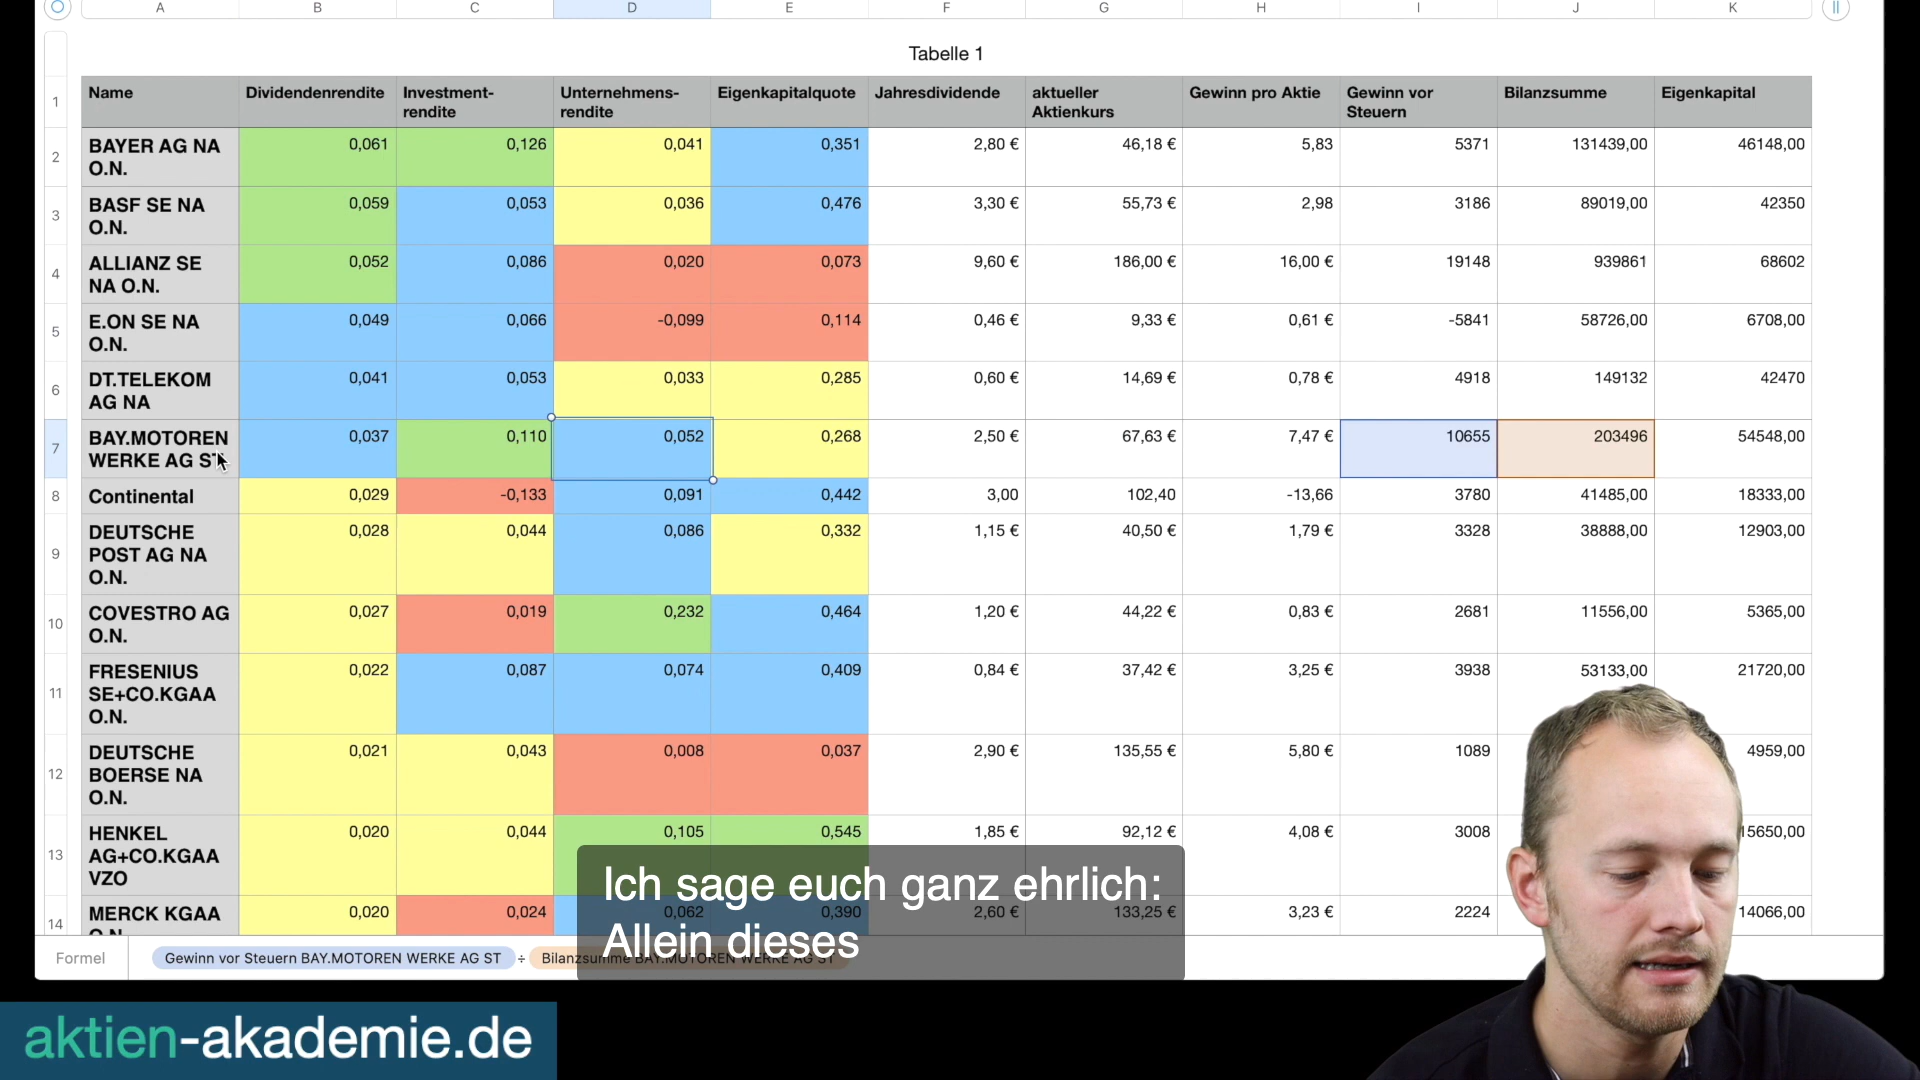 A B C D E F G H I J K
Tabelle 1
1 Name Dividendenrendite Investment- Unternehmens- Eigenkapitalquote Jahresdividende aktueller Gewinn pro Aktie Gewinn vor Bilanzsumme Eigenkapital
rendite rendite Aktienkurs Steuern
2 BAYER AG NA 0,061 0,126 0,041 0,351 2,80 € 46,18 € 5,83 5371 131439,00 46148,00
O.N.
3 BASF SE NA 0,059 0,053 0,036 0,476 3,30 € 55,73 € 2,98 3186 89019,00 42350
O.N.
4 ALLIANZ SE 0,052 0,086 0,020 0,073 9,60 € 186,00 € 16,00 € 19148 939861 68602
NA O.N.
5 E.ON SE NA 0,049 0,066 -0,099 0,114 0,46 € 9,33 € 0,61 € -5841 58726,00 6708,00
O.N.
6 DT.TELEKOM 0,041 0,053 0,033 0,285 0,60 € 14,69 € 0,78 € 4918 149132 42470
AG NA
7 BAY.MOTOREN 0,037 0,110 0,052 0,268 2,50 € 67,63 € 7,47 € 10655 203496 54548,00
WERKE AG ST
8 Continental 0,029 -0,133 0,091 0,442 3,00 102,40 -13,66 3780 41485,00 18333,00
9 DEUTSCHE 0,028 0,044 0,086 0,332 1,15 € 40,50 € 1,79 € 3328 38888,00 12903,00
POST AG NA
O.N.
10 COVESTRO AG 0,027 0,019 0,232 0,464 1,20 € 44,22 € 0,83 € 2681 11556,00 5365,00
O.N.
11 FRESENIUS 0,022 0,087 0,074 0,409 0,84 € 37,42 € 3,25 € 3938 53133,00 21720,00
SE+CO.KGAA
O.N.
12 DEUTSCHE 0,021 0,043 0,008 0,037 2,90 € 135,55 € 5,80 € 1089 4959,00
BOERSE NA
O.N.
13 HENKEL 0,020 0,044 0,105 0,545 1,85 € 92,12 € 4,08 € 3008 5650,00
AG+CO.KGAA
VZO
14 MERCK KGAA 0,020 0,024 0,062 0,390 2,60 € 133,25 € 3,23 € 2224 14066,00
Ich sage euch ganz ehrlich:
Allein dieses
Formel Gewinn vor Steuern BAY.MOTOREN WERKE AG ST ÷ Bilanzsumme BAY.MOTOREN WERKE AG ST
aktien-akademie.de